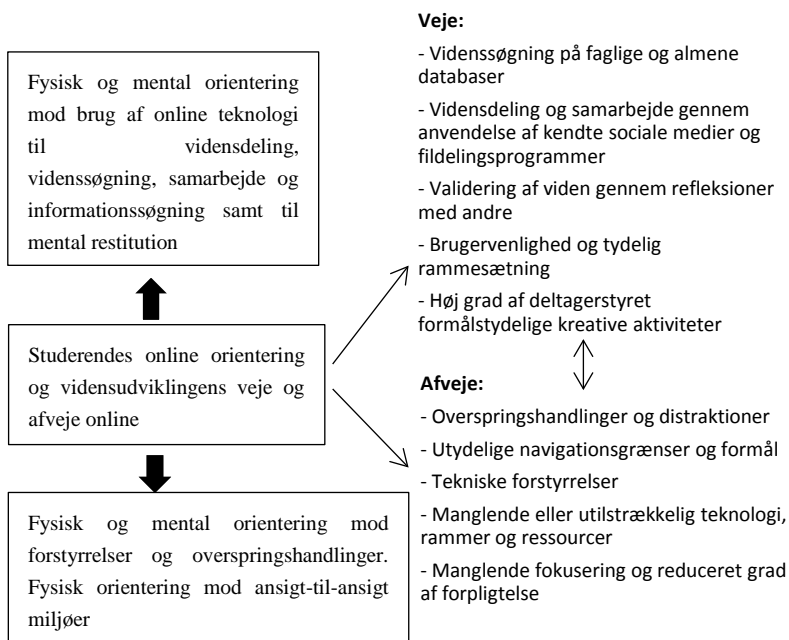 Fysisk og mental orientering
mod brug af online teknologi
til vidensdeling,
videnssøgning, samarbejde og
informationssøgning samt til
mental restitution
Studerendes online orientering
og vidensudviklingens veje og
afveje online
Fysisk og mental orientering mod
forstyrrelser og overspringshandlinger.
Fysisk orientering mod ansigt-til-ansigt
miljøer
Veje:
- Videnssøgning på faglige og almene
databaser
- Vidensdeling og samarbejde gennem
anvendelse af kendte sociale medier og
fildelingsprogrammer
- Validering af viden gennem refleksioner
med andre
- Brugervenlighed og tydelig
rammesætning
- Høj grad af deltagerstyret
formålstydelige kreative aktiviteter
Afveje:
- Overspringshandlinger og distraktioner
- Utydelige navigationsgrænser og formål
- Tekniske forstyrrelser
- Manglende eller utilstrækkelig teknologi,
rammer og ressourcer
- Manglende fokusering og reduceret grad
af forpligtelse